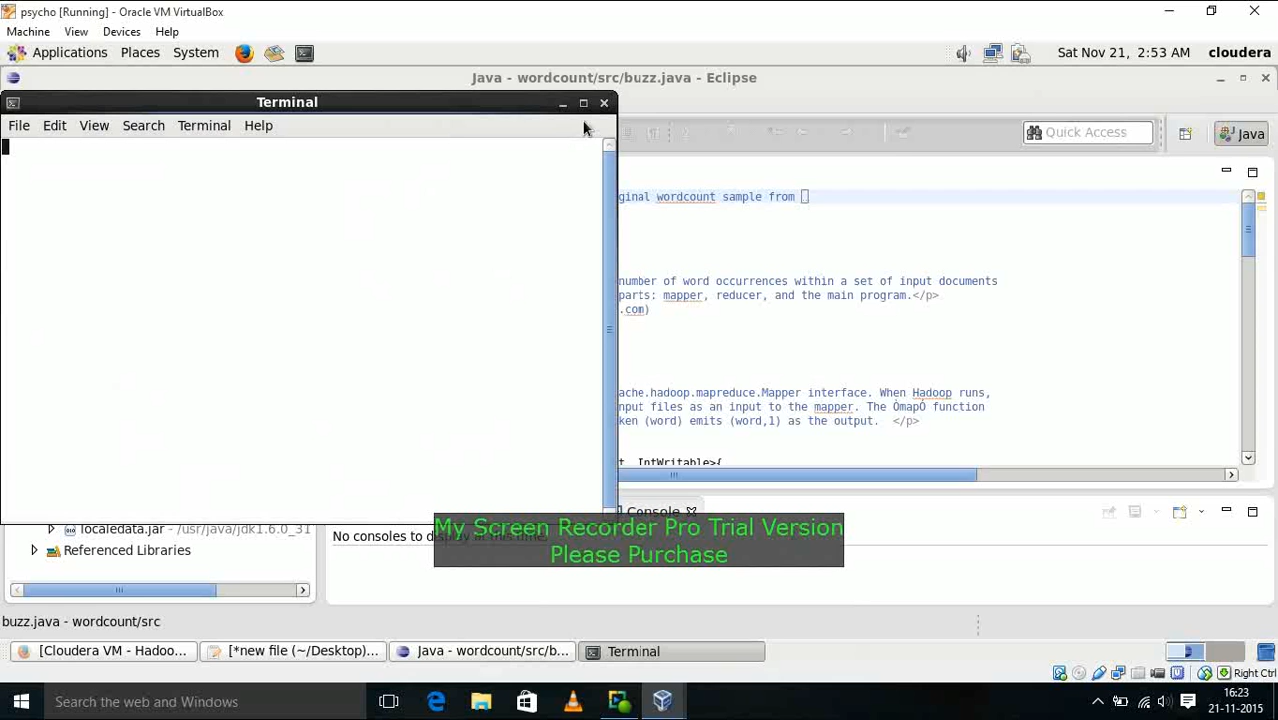 psycho [Running] - Oracle VM VirtualBox
Machine View Devices Help
Applications Places System
Sat Nov 21, 2:53 AM cloudera
Java - wordcount/src/buzz.java - Eclipse
Terminal
File Edit View Search Terminal Help
Quick Access
Java
ginal wordcount sample from
number of word occurrences within a set of input documents
parts: mapper, reducer, and the main program.</p>
.com)
ache.hadoop.mapreduce.Mapper interface. When Hadoop runs,
nput files as an input to the mapper. The ÒmapÓ function
ken (word) emits (word,1) as the output. </p>
t, IntWritable>{
Console
localedata.jar - /usr/java/jdk1.6.0_31
Referenced Libraries
No consoles to display at this time.
My Screen Recorder Pro Trial Version
Please Purchase
buzz.java - wordcount/src
[Cloudera VM - Hadoo...
[*new file (~/Desktop)...
Java - wordcount/src/b...
Terminal
Right Ctrl
Search the web and Windows
16:23
21-11-2015